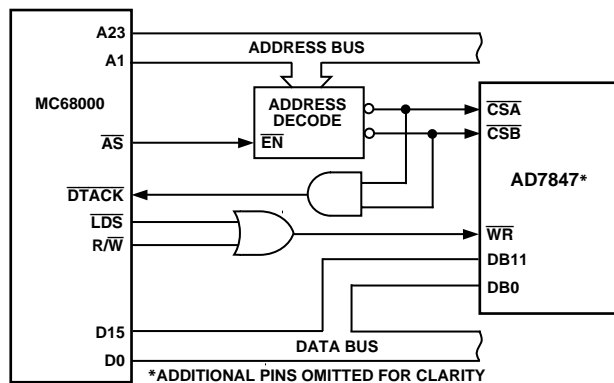 A23
ADDRESS BUS
A1
MC68000
ADDRESS
DECODE
CSA
AS
EN
CSB
AD7847*
DTACK
LDS
R/W
WR
DB11
DB0
D15
DATA BUS
D0
*ADDITIONAL PINS OMITTED FOR CLARITY